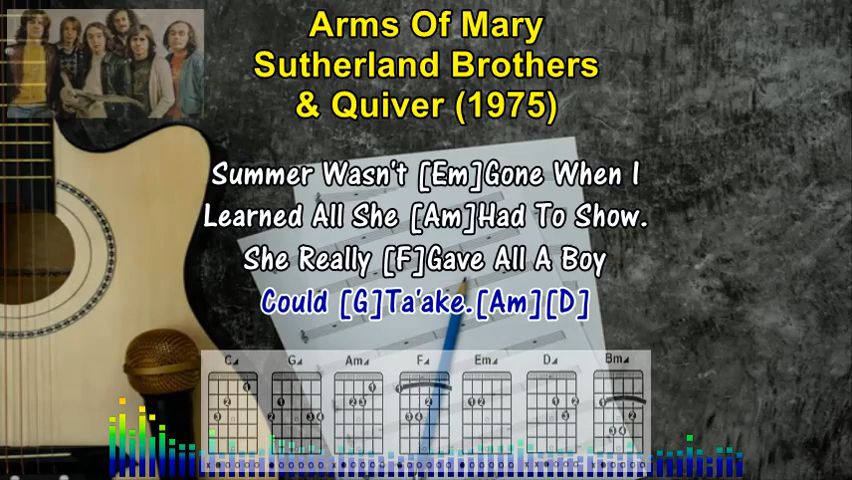 Arms Of Mary
Sutherland Brothers
& Quiver (1975)
Summer Wasn't [Em]Gone When I
Learned All She [Am]Had To Show.
She Really [F]Gave All A Boy
Could [G]Ta'ake.[Am][D]
C G Am F Em D Bm